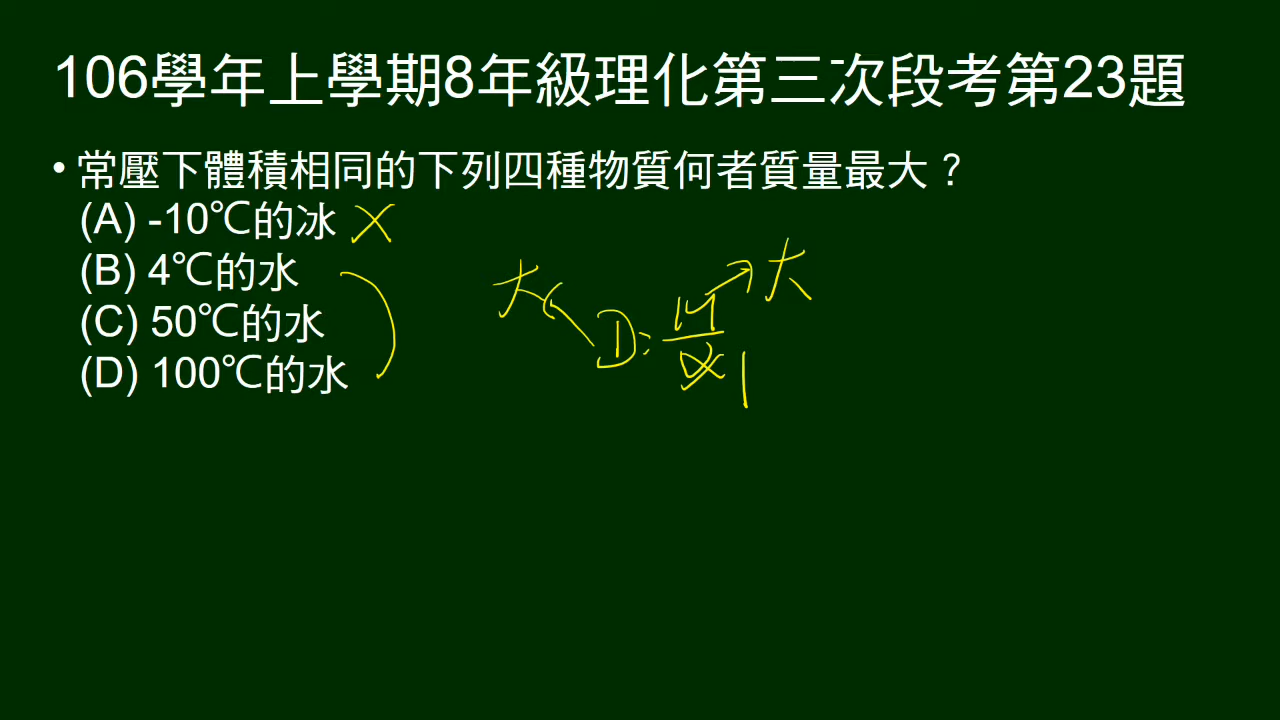 106學年上學期8年級理化第三次段考第23題
• 常壓下體積相同的下列四種物質何者質量最大？
(A) -10℃的冰 X
(B) 4℃的水
(C) 50℃的水
(D) 100℃的水
大 大
D= M
1